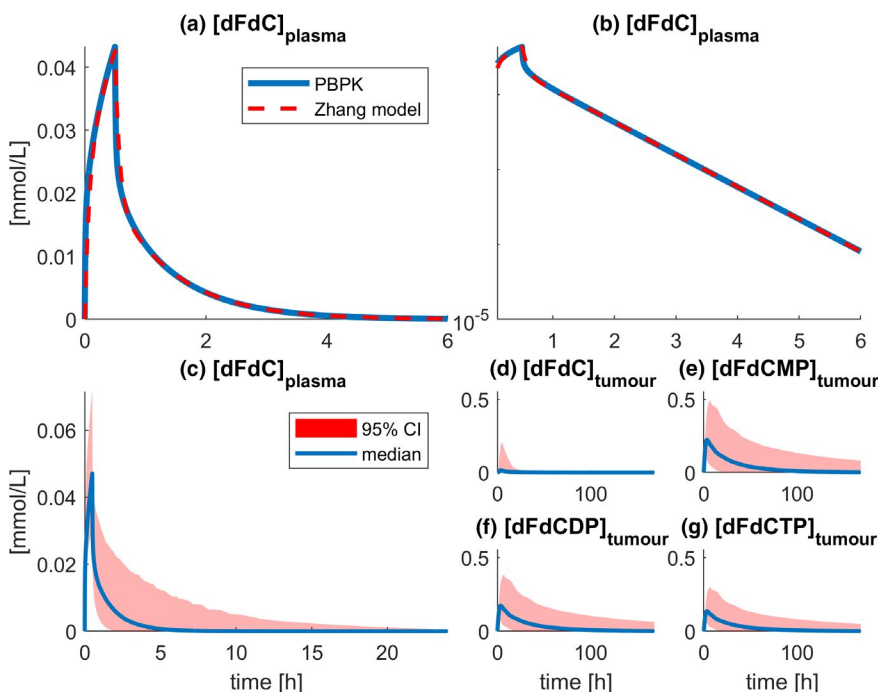 (a) [dFdC]plasma
0.04
0.03
0.02
0.01
0
[mmol/L]
PBPK
Zhang model
0 2 4 6
(b) [dFdC]plasma
10-5
1 2 3 4 5 6
(c) [dFdC]plasma
0.06
0.04
0.02
0
[mmol/L]
95% CI
median
0 5 10 15 20
time [h]
(d) [dFdC]tumour
0.5
0
0 100
(e) [dFdCMP]tumour
0.5
0
0 100
(f) [dFdCDP]tumour
0.5
0
0 100
time [h]
(g) [dFdCTP]tumour
0.5
0
0 100
time [h]